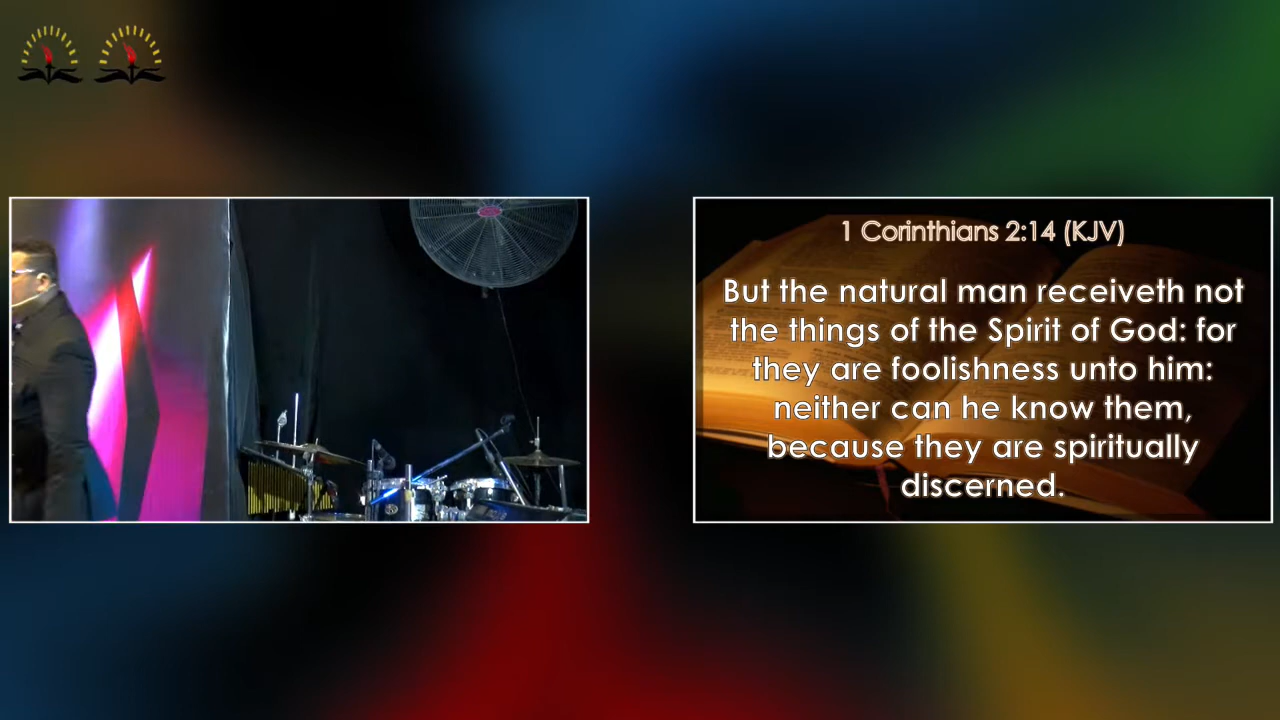 1 Corinthians 2:14 (KJV)
But the natural man receiveth not
the things of the Spirit of God: for
they are foolishness unto him:
neither can he know them,
because they are spiritually
discerned.